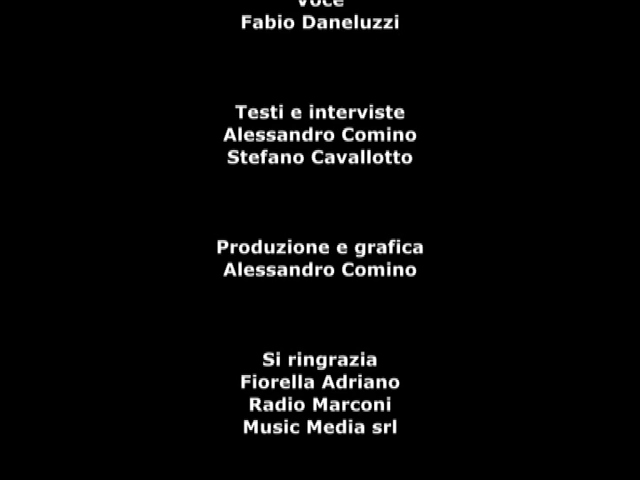 Voce
Fabio Daneluzzi
Testi e interviste
Alessandro Comino
Stefano Cavallotto
Produzione e grafica
Alessandro Comino
Si ringrazia
Fiorella Adriano
Radio Marconi
Music Media srl